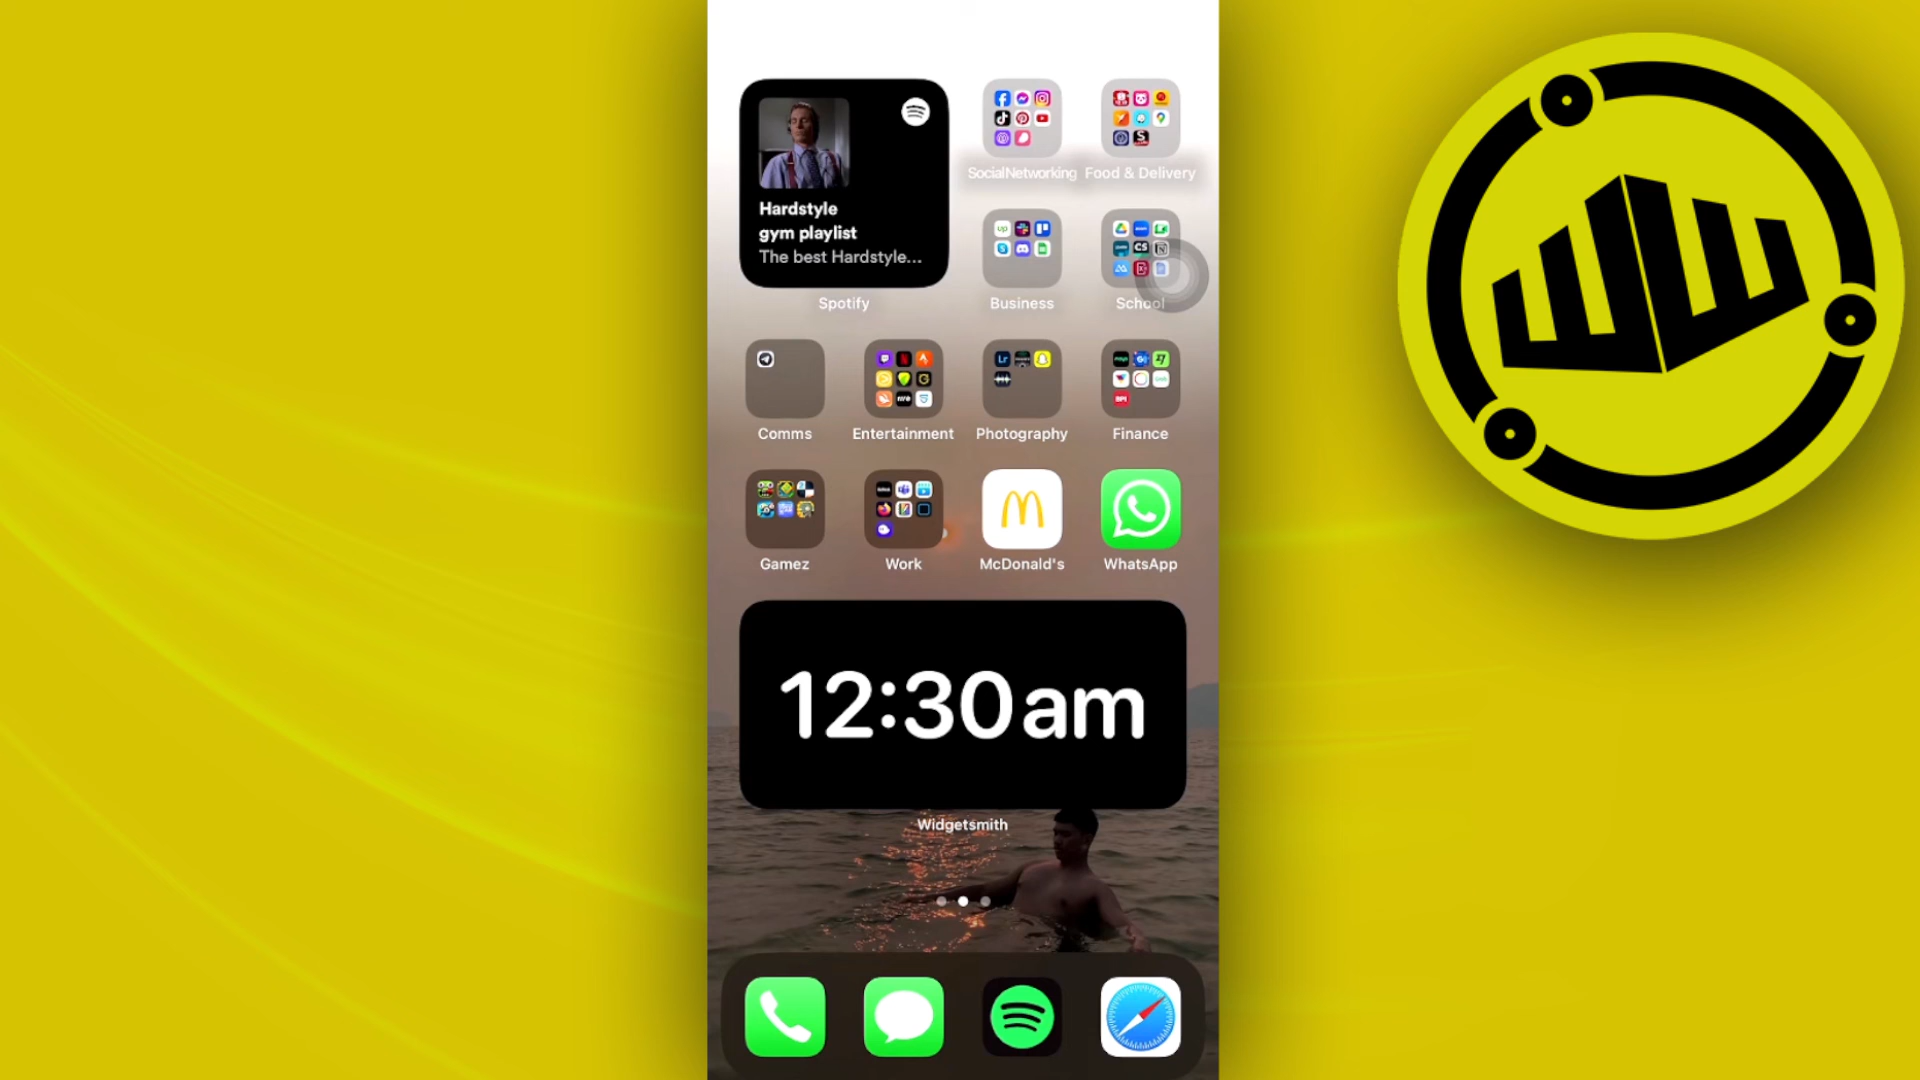 Hardstyle
gym playlist
The best Hardstyle...
Spotify
SocialNetworking
Food & Delivery
Business
School
Comms
Entertainment
Photography
Finance
Gamez
Work
McDonald's
WhatsApp
12:30am
Widgetsmith